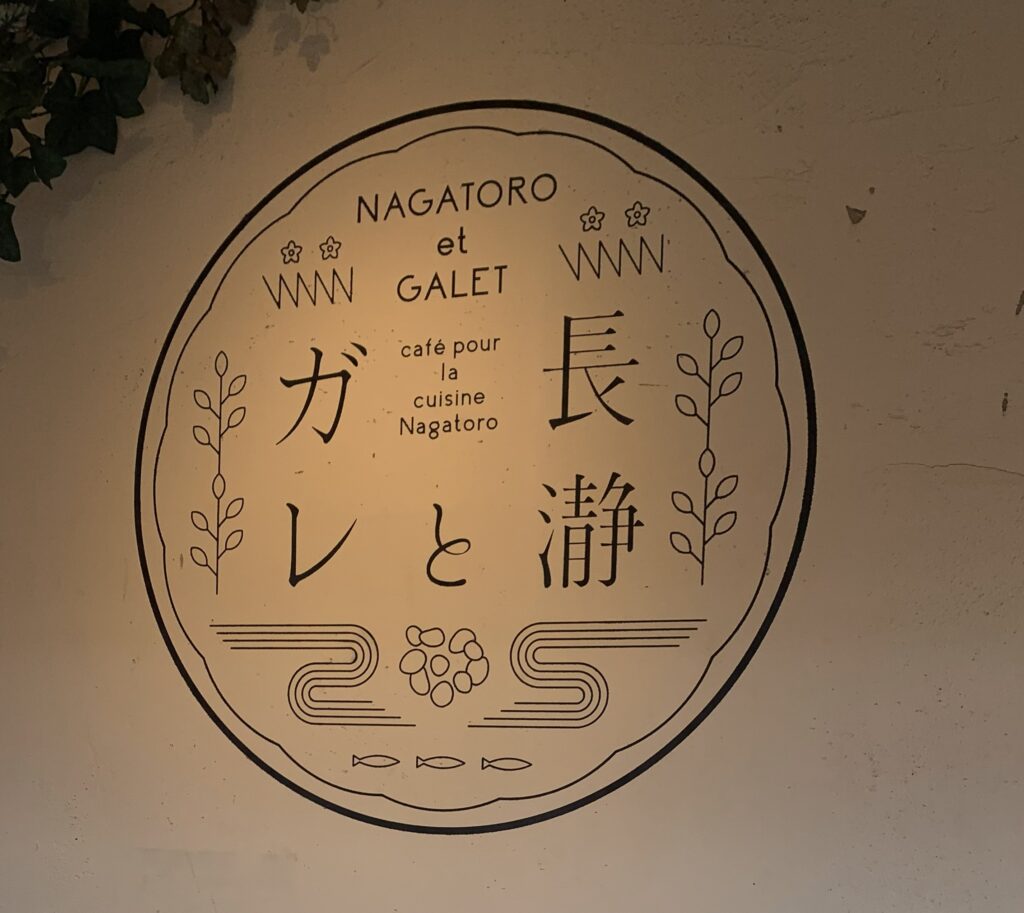 NAGATORO
et
GALET
café pour
la
cuisine
Nagatoro
長瀞
と
ガレ